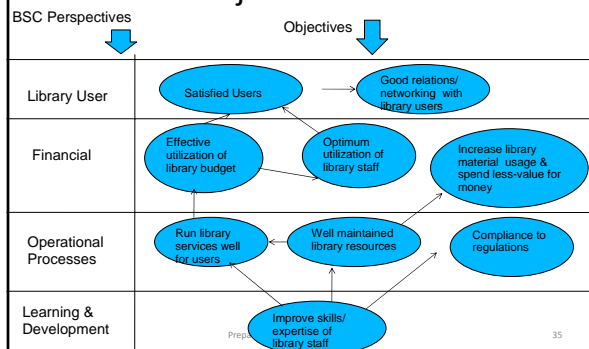 BSC Perspectives
Objectives
Library User
Satisfied Users
Good relations/
networking with
library users
Financial
Effective
utilization of
library budget
Optimum
utilization of
library staff
Increase library
material usage &
spend less-value for
money
Operational
Processes
Run library
services well
for users
Well maintained
library resources
Compliance to
regulations
Learning &
Development
Improve skills/
expertise of
library staff
35